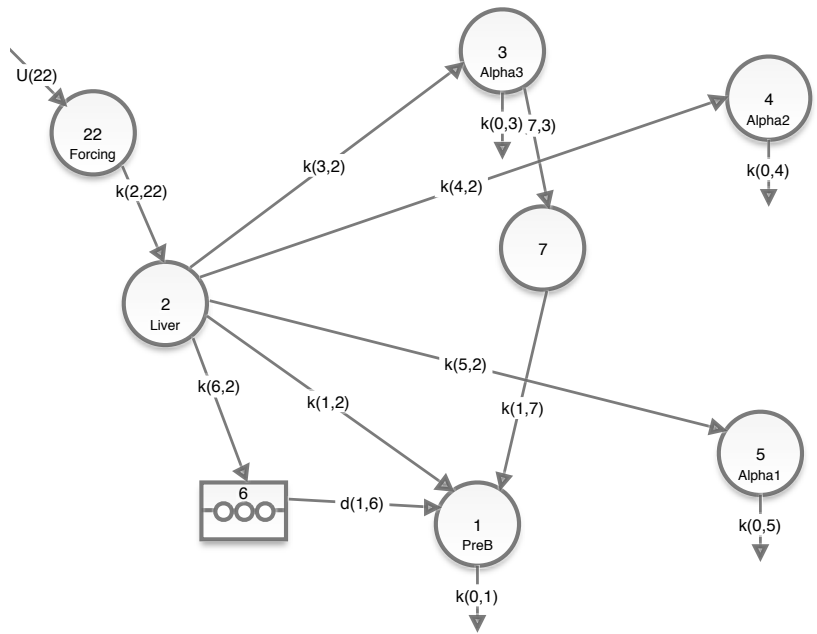 3
Alpha3
U(22)
4
Alpha2
22
Forcing
k(0,3)
7,3)
k(3,2)
k(4,2)
k(0,4)
k(2,22)
7
2
Liver
k(5,2)
k(6,2)
k(1,2)
k(1,7)
5
Alpha1
6
d(1,6)
1
PreB
k(0,5)
k(0,1)